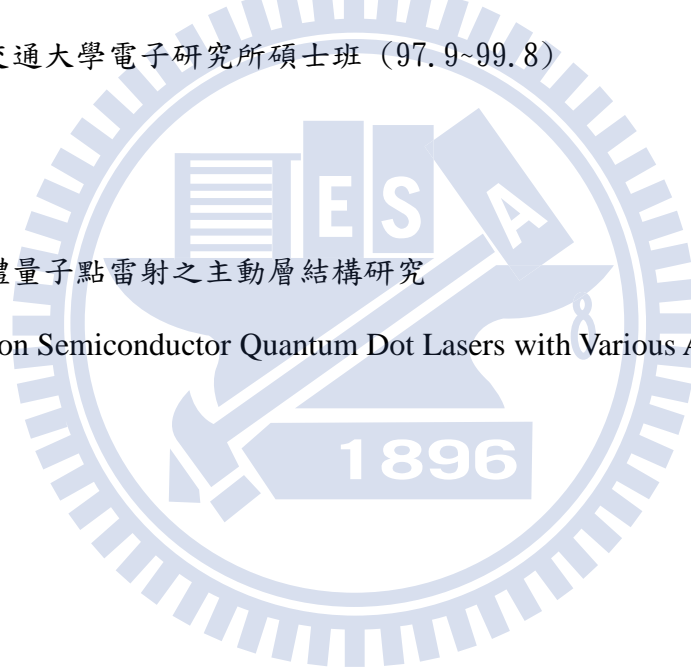 交通大學電子研究所碩士班 (97.9~99.8)
ESA
體量子點雷射之主動層結構研究
on Semiconductor Quantum Dot Lasers with Various A
8
1896